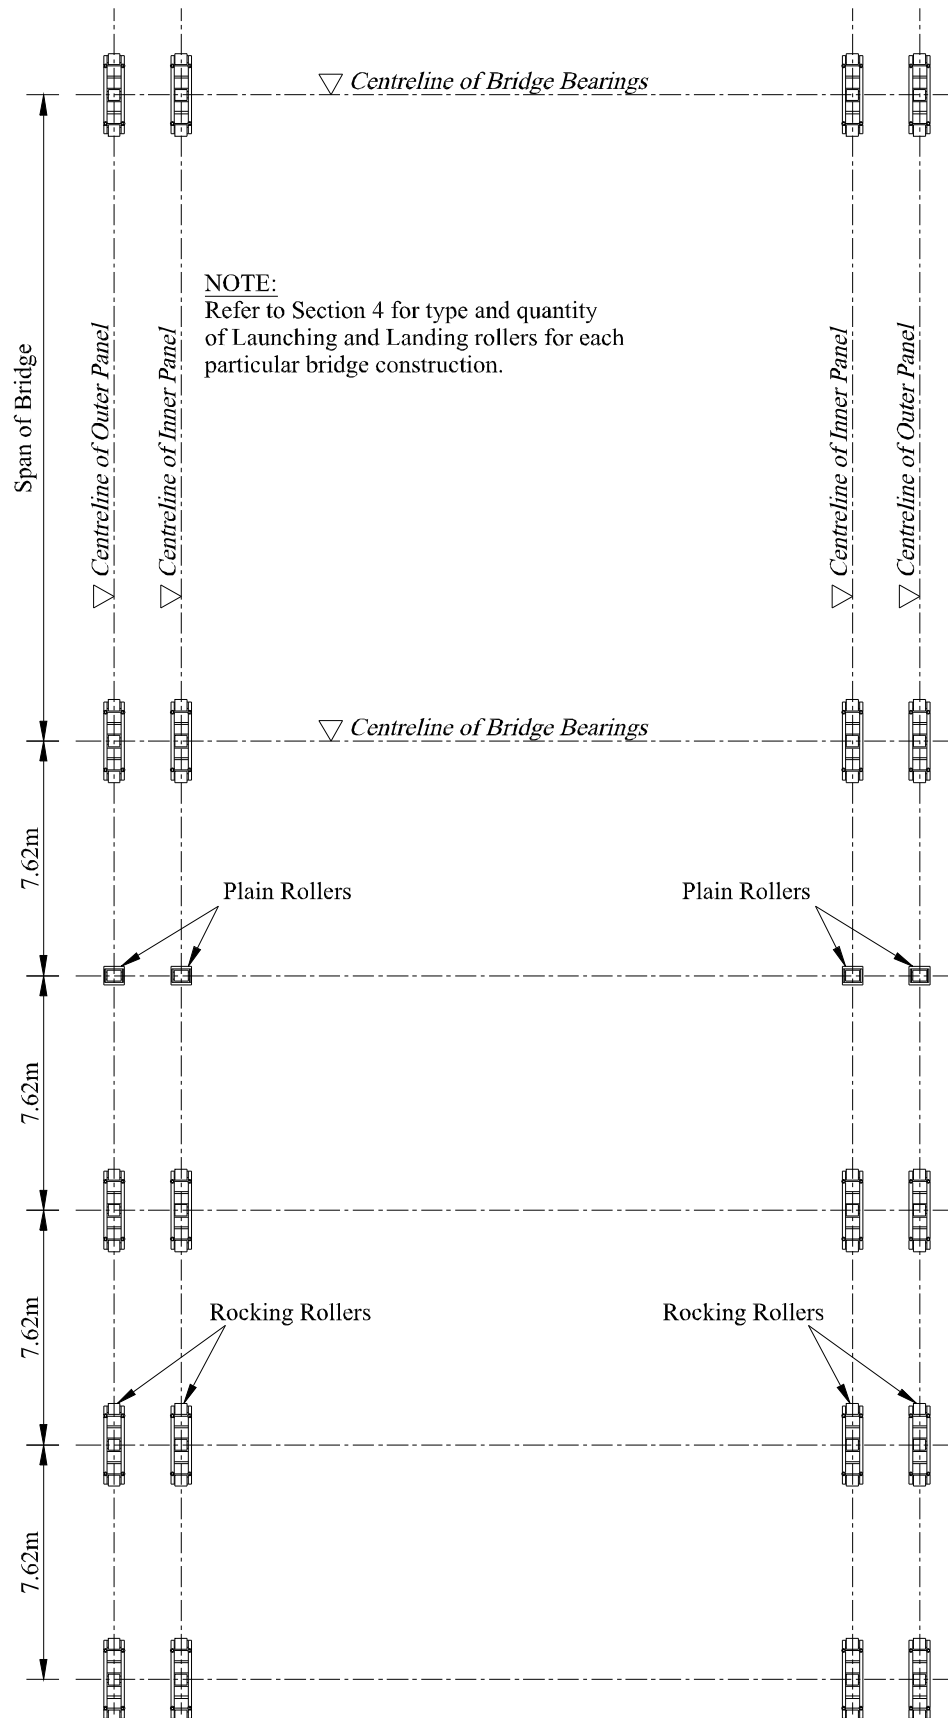 Centreline of Bridge Bearings
NOTE:
Refer to Section 4 for type and quantity
of Launching and Landing rollers for each
particular bridge construction.
Span of Bridge
Centreline of Outer Panel
Centreline of Inner Panel
Centreline of Inner Panel
Centreline of Outer Panel
Centreline of Bridge Bearings
7.62m
Plain Rollers
Plain Rollers
7.62m
Rocking Rollers
Rocking Rollers
7.62m
7.62m